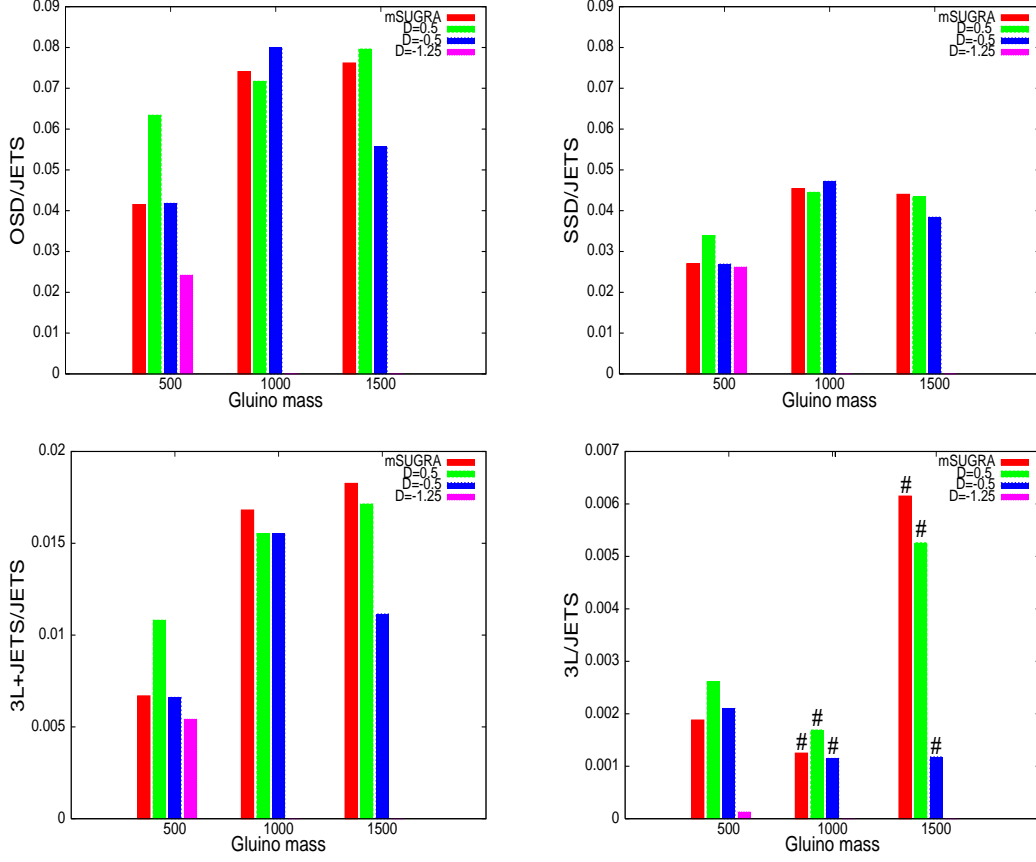 mSUGRA
D=0.5
D=-0.5
D=-1.25
0.09
0.08
0.07
0.06
0.05
0.04
0.03
0.02
0.01
0
OSD/JETS
500 1000 1500
Gluino mass
mSUGRA
D=0.5
D=-0.5
D=-1.25
0.09
0.08
0.07
0.06
0.05
0.04
0.03
0.02
0.01
0
SSD/JETS
500 1000 1500
Gluino mass
mSUGRA
D=0.5
D=-0.5
D=-1.25
0.02
0.015
0.01
0.005
0
3L+JETS/JETS
500 1000 1500
Gluino mass
mSUGRA
D=0.5
D=-0.5
D=-1.25
0.007
0.006
0.005
0.004
0.003
0.002
0.001
0
3L/JETS
# # #
# # #
500 1000 1500
Gluino mass